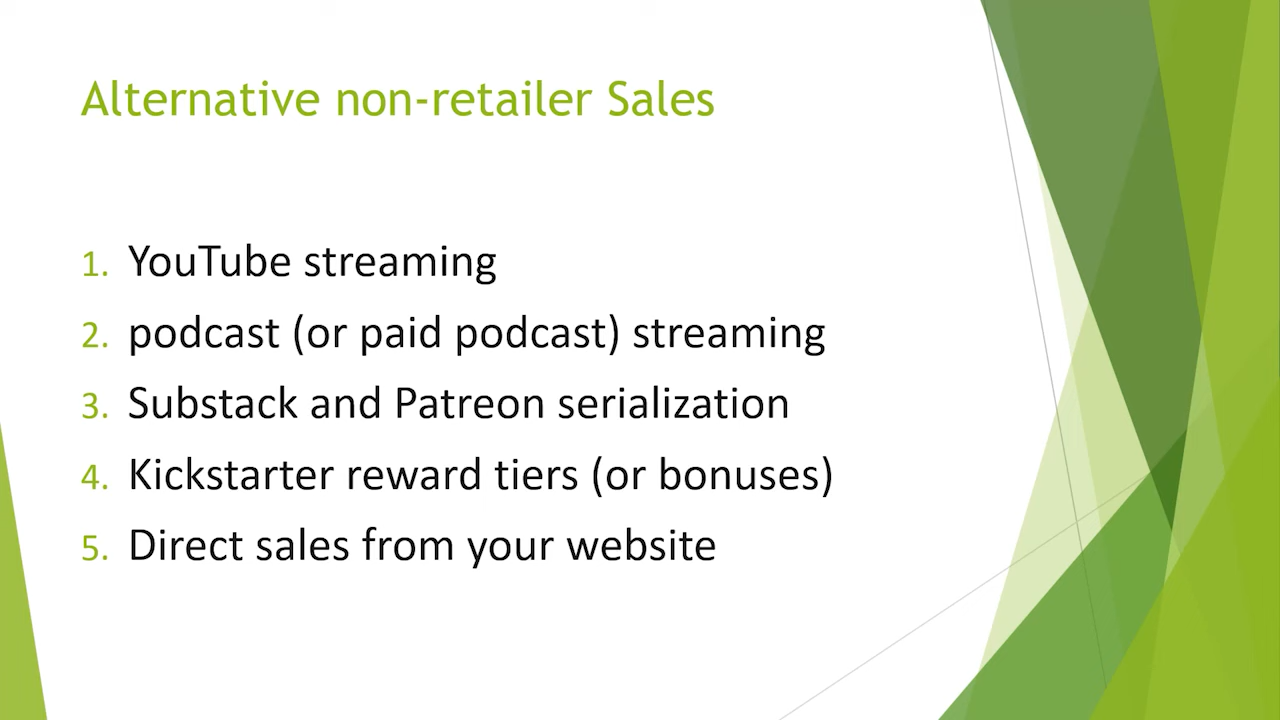 Alternative non-retailer Sales
1. YouTube streaming
2. podcast (or paid podcast) streaming
3. Substack and Patreon serialization
4. Kickstarter reward tiers (or bonuses)
5. Direct sales from your website